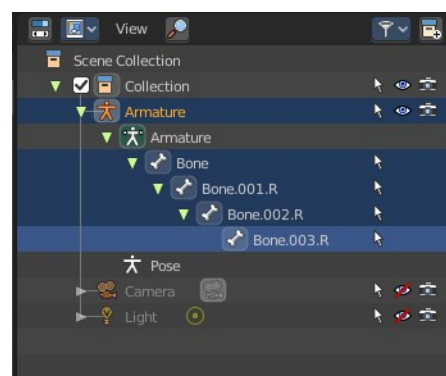 View
Scene Collection
Collection
Armature
Armature
Bone
Bone.001.R
Bone.002.R
Bone.003.R
Pose
Camera
Light